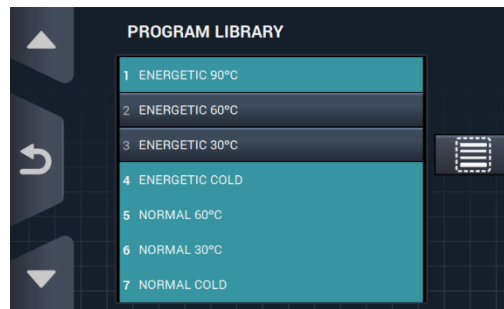 PROGRAM LIBRARY
1 ENERGETIC 90ºC
2 ENERGETIC 60ºC
3 ENERGETIC 30ºC
4 ENERGETIC COLD
5 NORMAL 60ºC
6 NORMAL 30ºC
7 NORMAL COLD